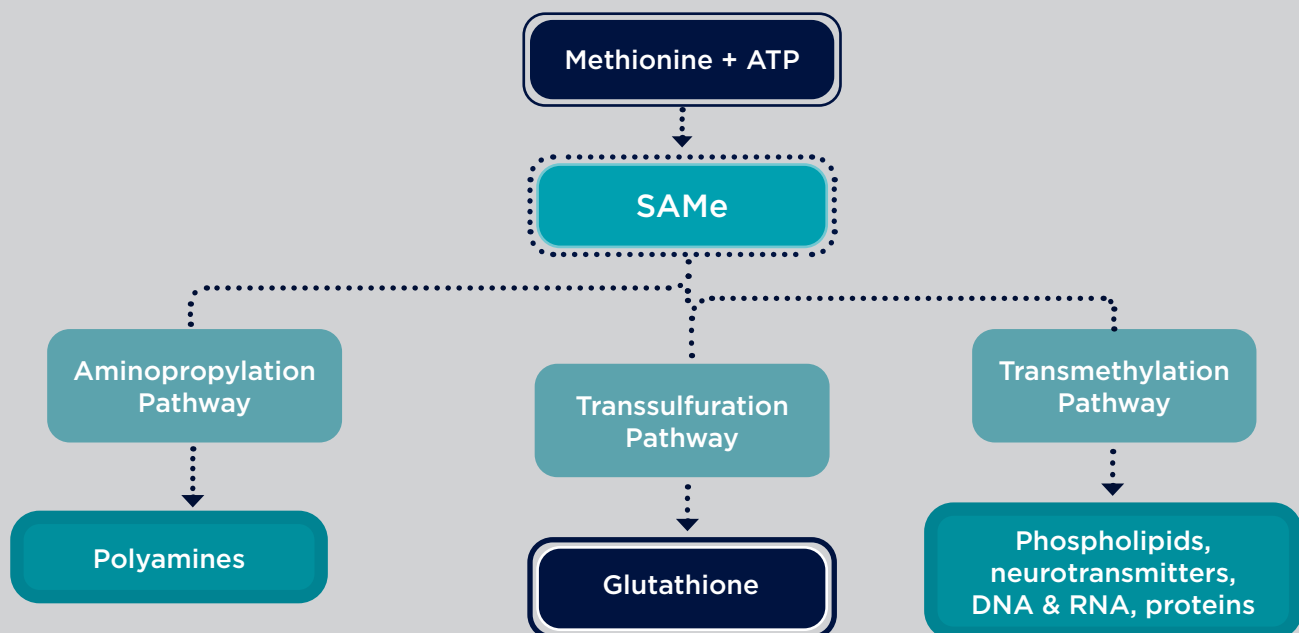 Methionine + ATP
SAMe
Aminopropylation
Pathway
Transsulfuration
Pathway
Transmethylation
Pathway
Polyamines
Glutathione
Phospholipids,
neurotransmitters,
DNA & RNA, proteins